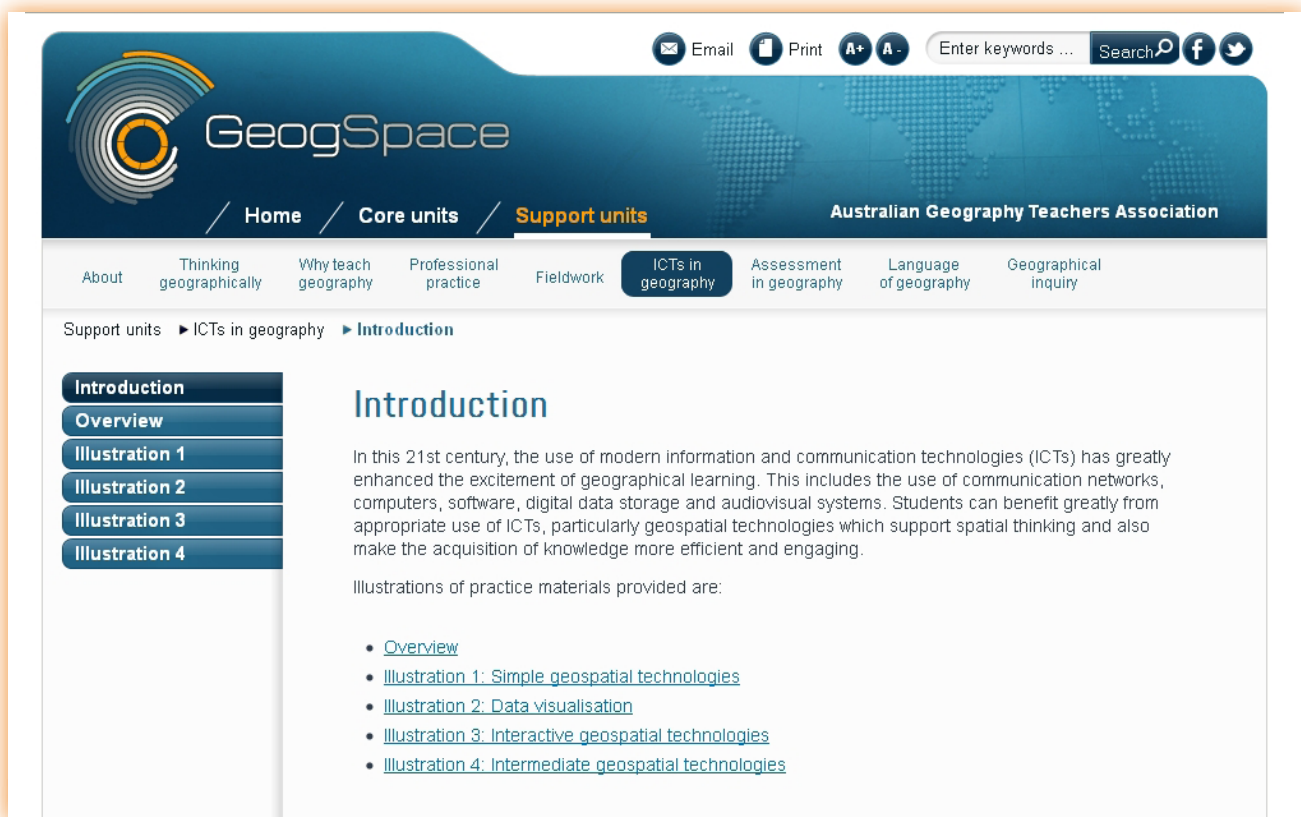 Email Print A+ A - Enter keywords ... Search
GeogSpace
Home Core units Support units Australian Geography Teachers Association
About Thinking geographically Why teach geography Professional practice Fieldwork ICTs in geography Assessment in geography Language of geography Geographical inquiry
Support units ► ICTs in geography ► Introduction
Introduction
Overview
Illustration 1
Illustration 2
Illustration 3
Illustration 4
Introduction
In this 21st century, the use of modern information and communication technologies (ICTs) has greatly
enhanced the excitement of geographical learning. This includes the use of communication networks,
computers, software, digital data storage and audiovisual systems. Students can benefit greatly from
appropriate use of ICTs, particularly geospatial technologies which support spatial thinking and also
make the acquisition of knowledge more efficient and engaging.
Illustrations of practice materials provided are:
• Overview
• Illustration 1: Simple geospatial technologies
• Illustration 2: Data visualisation
• Illustration 3: Interactive geospatial technologies
• Illustration 4: Intermediate geospatial technologies